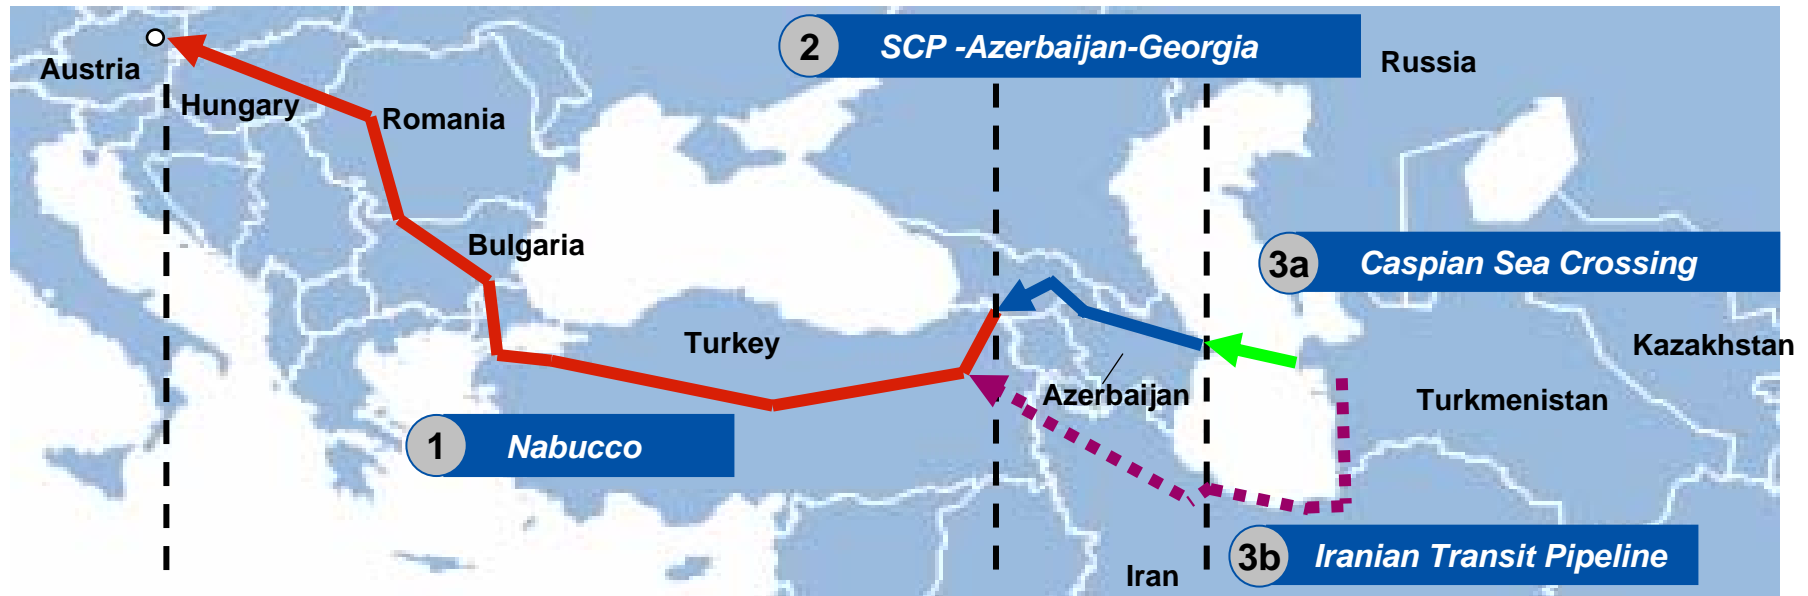 2 SCP -Azerbaijan-Georgia
Russia
Austria
Hungary
Romania
Bulgaria
3a Caspian Sea Crossing
Turkey
Kazakhstan
Azerbaijan
Turkmenistan
1 Nabucco
3b Iranian Transit Pipeline
Iran